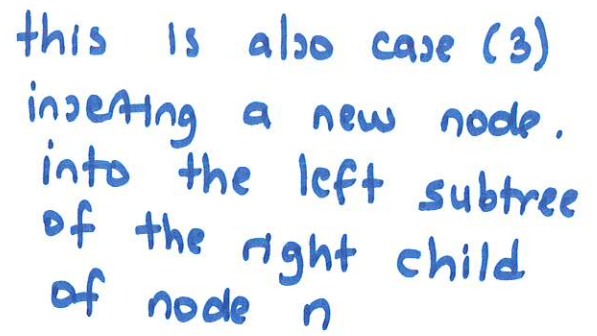 this is also case (3)
inserting a new node.
into the left subtree
of the right child
of node n